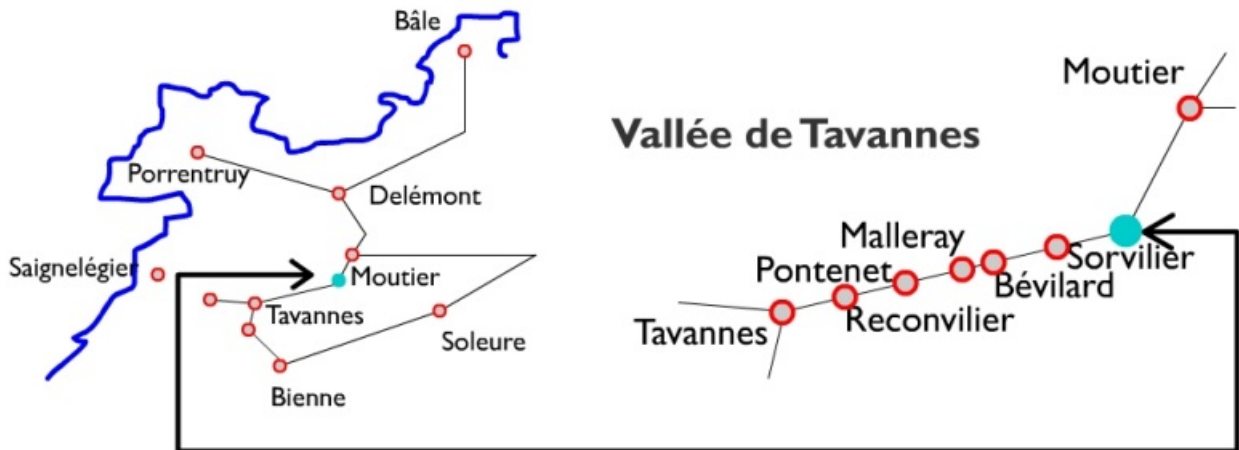 Bâle
Porrentruy
Delémont
Saignelégier
Moutier
Tavannes
Soleure
Bienne
Vallée de Tavannes
Moutier
Malleray
Sorvilier
Pontenet
Bévilard
Tavannes
Reconvilier